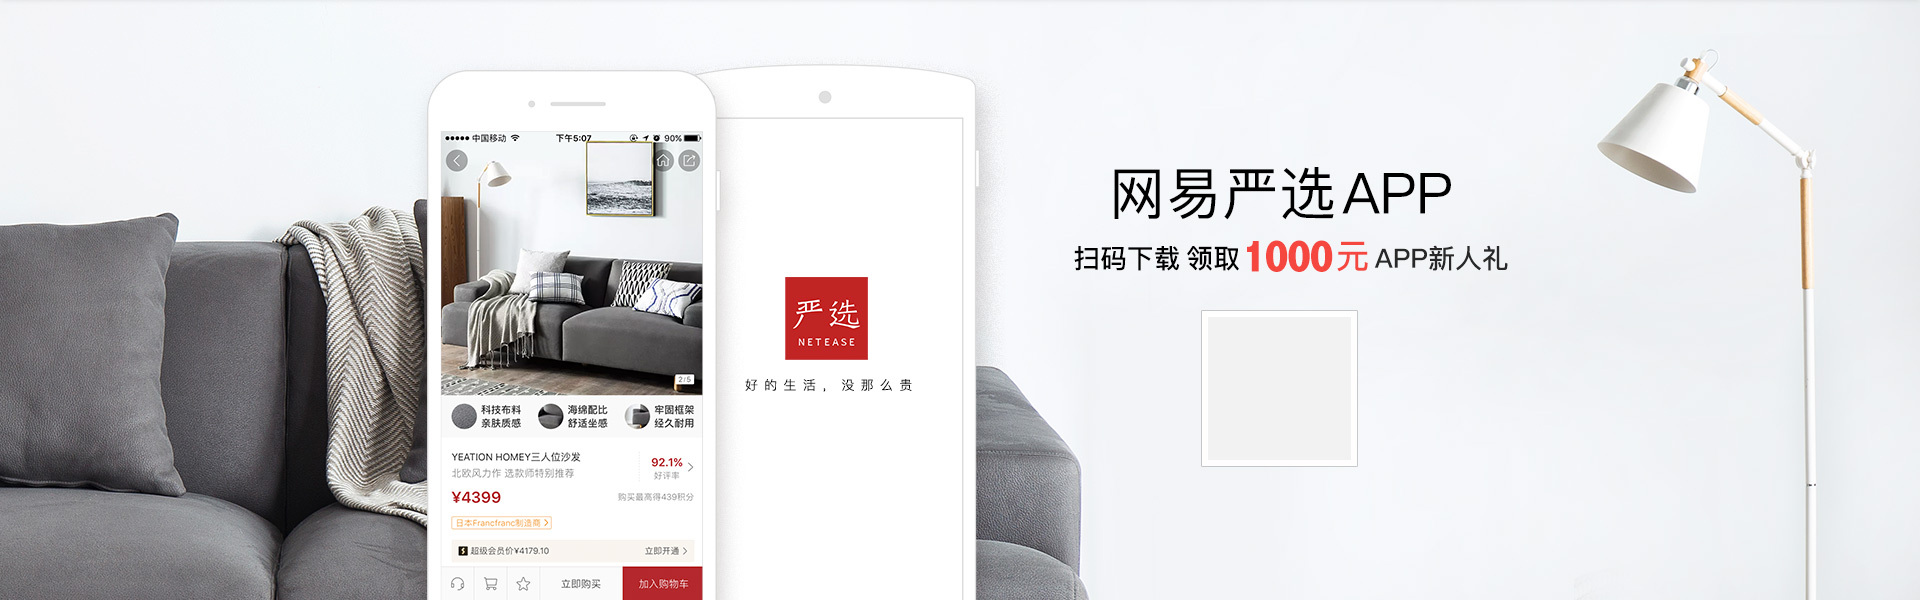 中国移动
下午5:07
90%
2/5
科技布料
亲肤质感
海绵配比
舒适坐感
牢固框架
经久耐用
YEATION HOMEY三人位沙发
北欧风力作 选款师特别推荐
92.1%
好评率
¥4399
购买最高得439积分
日本Francfranc制造商
超级会员价¥4179.10
立即开通
立即购买
加入购物车
严选
NETEASE
好的生活，没那么贵
网易严选APP
扫码下载 领取1000元APP新人礼